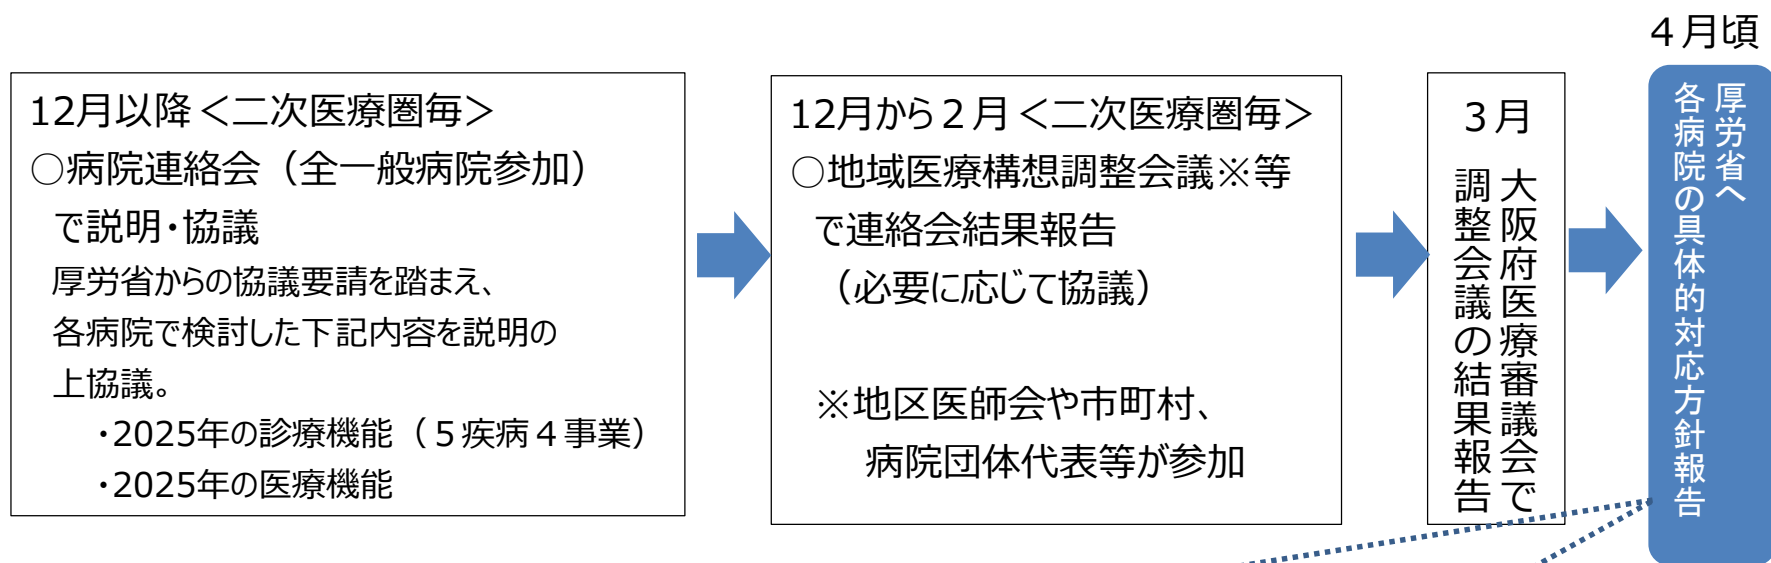 12月以降<二次医療圏毎>
○病院連絡会（全一般病院参加）
で説明・協議
厚労省からの協議要請を踏まえ、
各病院で検討した下記内容を説明の
上協議。
・2025年の診療機能（５疾病４事業）
・2025年の医療機能
12月から２月<二次医療圏毎>
○地域医療構想調整会議※等
で連絡会結果報告
（必要に応じて協議）
※地区医師会や市町村、
病院団体代表等が参加
３月
大阪府医療審議会で
調整会議の結果報告
４月頃
厚労省へ
各病院の具体的対応方針報告